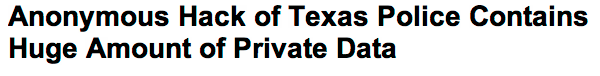 Anonymous Hack of Texas Police Contains
Huge Amount of Private Data